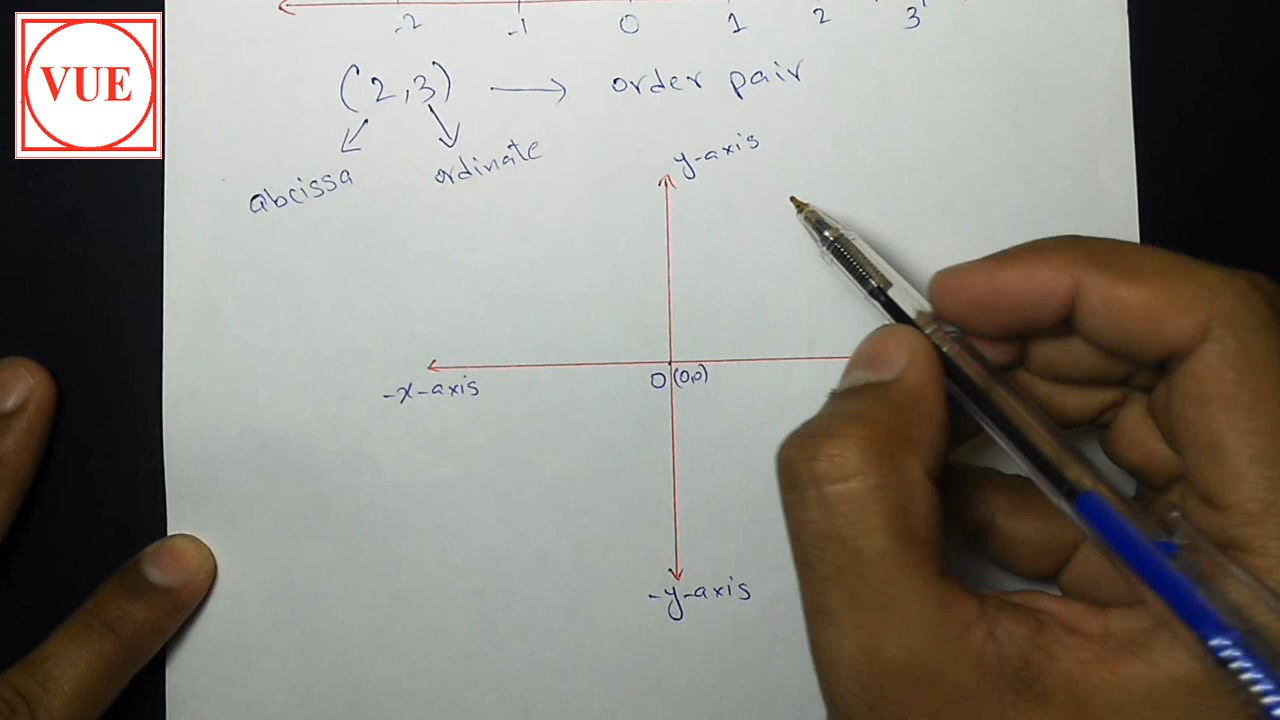 VUE
-2 -1 0 1 2 3
(2,3) → order pair
abcissa ordinate
y-axis
-x-axis
0 (0,0)
-y-axis